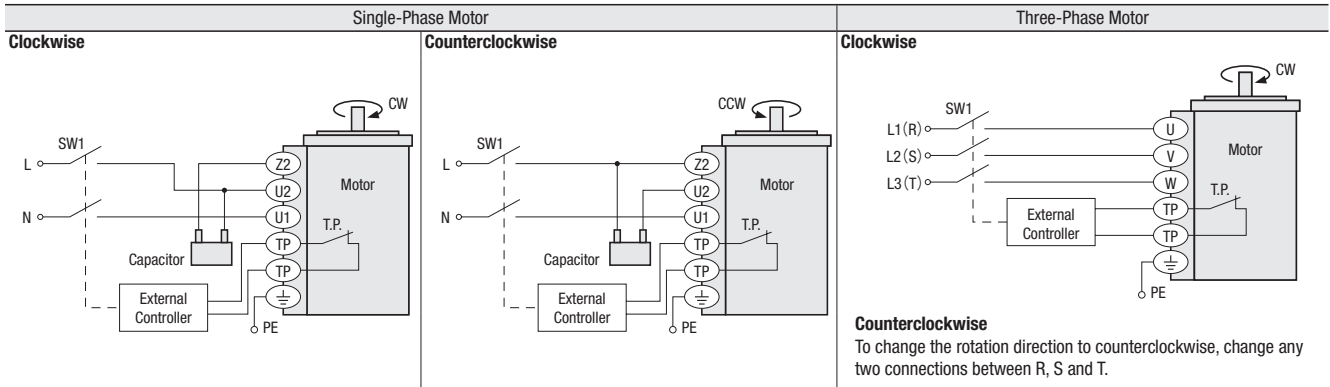 Single-Phase Motor
Three-Phase Motor
Clockwise
CW
SW1
L
N
Z2
U2
U1
TP
TP
Motor
T.P.
Capacitor
External
Controller
PE
Counterclockwise
CCW
SW1
L
N
Z2
U2
U1
TP
TP
Motor
T.P.
Capacitor
External
Controller
PE
Clockwise
CW
SW1
L1(R)
L2(S)
L3(T)
U
V
W
TP
TP
Motor
T.P.
External
Controller
PE
Counterclockwise
To change the rotation direction to counterclockwise, change any
two connections between R, S and T.